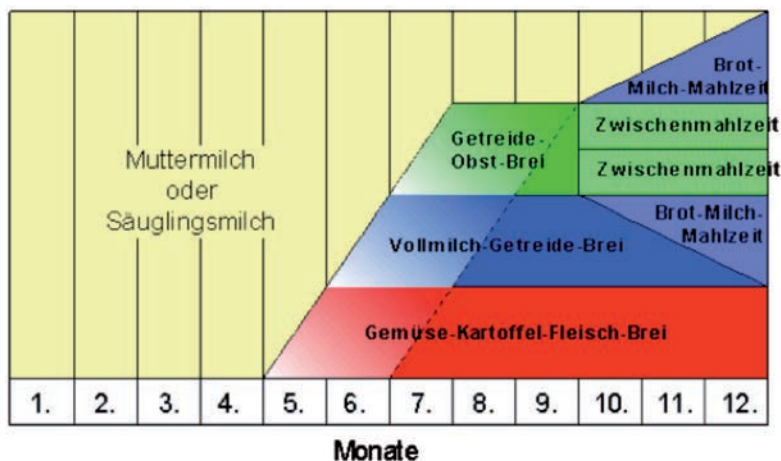 Brot-
Milch-Mahlzeit
Getreide-
Obst-Brei
Zwischenmahlzeit
Zwischenmahlzeit
Muttermilch
oder
Säuglingsmilch
Brot-Milch-
Mahlzeit
Vollmilch-Getreide-Brei
Gemüse-Kartoffel-Fleisch-Brei
1. 2. 3. 4. 5. 6. 7. 8. 9. 10. 11. 12.
Monate